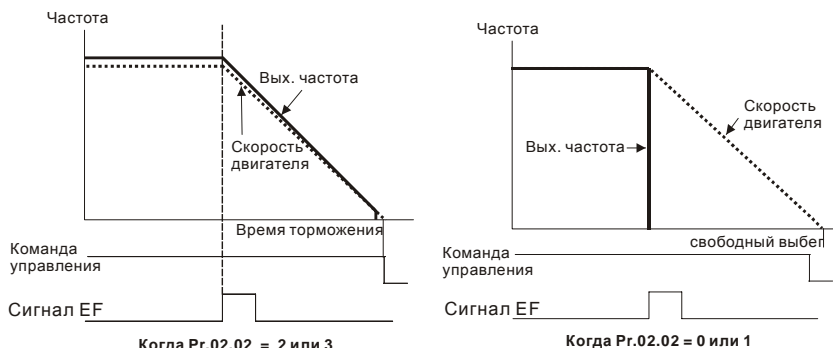 Частота
Вых. частота
Скорость
двигателя
Время торможения
Команда
управления
Сигнал EF
Когда Pr.02.02 = 2 или 3
Частота
Скорость
двигателя
Вых. частота
свободный выбег
Команда
управления
Сигнал EF
Когда Pr.02.02 = 0 или 1